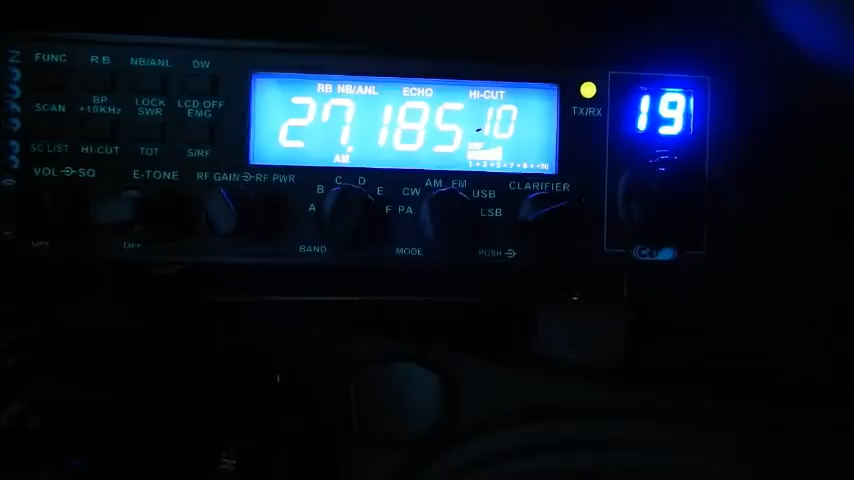 FUNC R.B. NB/ANL DW
SCAN BP +10KHz LOCK SWR LCD OFF EMG
SC LIST HI-CUT TOT S/RF
VOL SQ E-TONE RF GAIN RF PWR
OFF
RB NB/ANL ECHO HI-CUT
27.185 10
AM
TX/RX
19
A B C D E F
BAND
PA CW AM FM USB LSB
MODE
CLARIFIER
PUSH